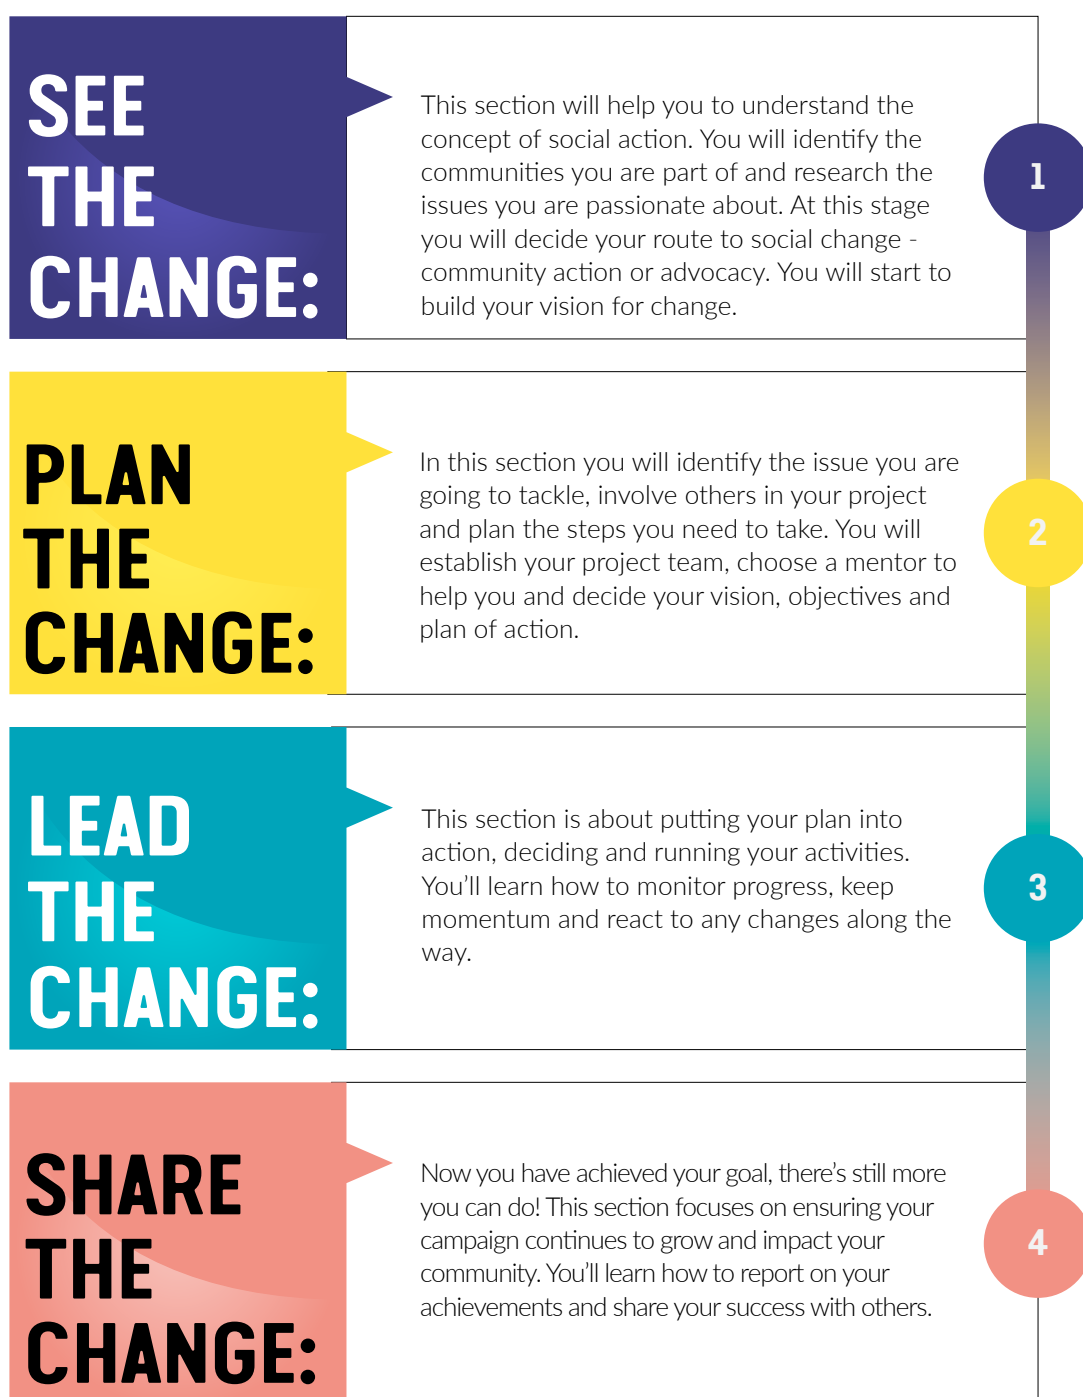 SEE
THE
CHANGE:
This section will help you to understand the
concept of social action. You will identify the
communities you are part of and research the
issues you are passionate about. At this stage
you will decide your route to social change -
community action or advocacy. You will start to
build your vision for change.
1
PLAN
THE
CHANGE:
In this section you will identify the issue you are
going to tackle, involve others in your project
and plan the steps you need to take. You will
establish your project team, choose a mentor to
help you and decide your vision, objectives and
plan of action.
2
LEAD
THE
CHANGE:
This section is about putting your plan into
action, deciding and running your activities.
You’ll learn how to monitor progress, keep
momentum and react to any changes along the
way.
3
SHARE
THE
CHANGE:
Now you have achieved your goal, there’s still more
you can do! This section focuses on ensuring your
campaign continues to grow and impact your
community. You’ll learn how to report on your
achievements and share your success with others.
4